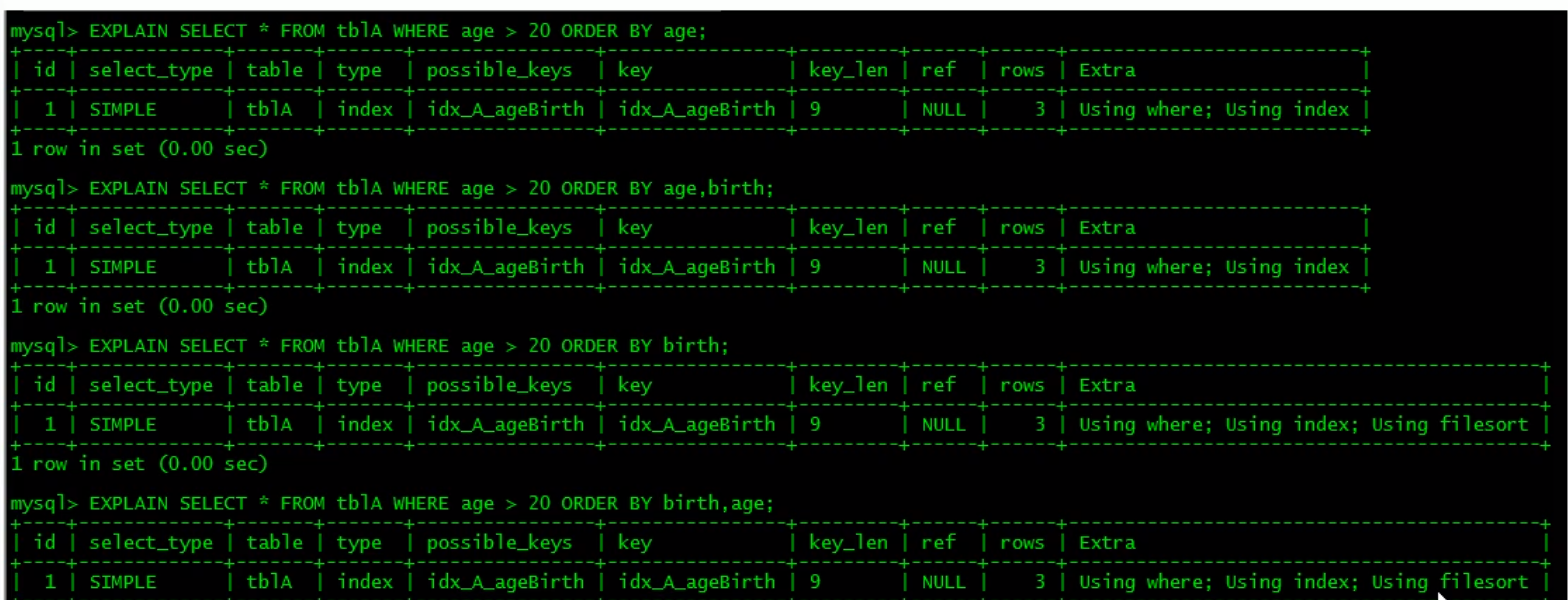 mysql> EXPLAIN SELECT * FROM tblA WHERE age > 20 ORDER BY age;
+----+-------------+-------+-------+----------------+----------------+---------+------+------+--------------------------+
| id | select_type | table | type | possible_keys | key | key_len | ref | rows | Extra |
+----+-------------+-------+-------+----------------+----------------+---------+------+------+--------------------------+
| 1 | SIMPLE | tblA | index | idx_A_ageBirth | idx_A_ageBirth | 9 | NULL | 3 | Using where; Using index |
+----+-------------+-------+-------+----------------+----------------+---------+------+------+--------------------------+
1 row in set (0.00 sec)
mysql> EXPLAIN SELECT * FROM tblA WHERE age > 20 ORDER BY age,birth;
+----+-------------+-------+-------+----------------+----------------+---------+------+------+--------------------------+
| id | select_type | table | type | possible_keys | key | key_len | ref | rows | Extra |
+----+-------------+-------+-------+----------------+----------------+---------+------+------+--------------------------+
| 1 | SIMPLE | tblA | index | idx_A_ageBirth | idx_A_ageBirth | 9 | NULL | 3 | Using where; Using index |
+----+-------------+-------+-------+----------------+----------------+---------+------+------+--------------------------+
1 row in set (0.00 sec)
mysql> EXPLAIN SELECT * FROM tblA WHERE age > 20 ORDER BY birth;
+----+-------------+-------+-------+----------------+----------------+---------+------+------+------------------------------------------+
| id | select_type | table | type | possible_keys | key | key_len | ref | rows | Extra |
+----+-------------+-------+-------+----------------+----------------+---------+------+------+------------------------------------------+
| 1 | SIMPLE | tblA | index | idx_A_ageBirth | idx_A_ageBirth | 9 | NULL | 3 | Using where; Using index; Using filesort |
+----+-------------+-------+-------+----------------+----------------+---------+------+------+------------------------------------------+
1 row in set (0.00 sec)
mysql> EXPLAIN SELECT * FROM tblA WHERE age > 20 ORDER BY birth,age;
+----+-------------+-------+-------+----------------+----------------+---------+------+------+------------------------------------------+
| id | select_type | table | type | possible_keys | key | key_len | ref | rows | Extra |
+----+-------------+-------+-------+----------------+----------------+---------+------+------+------------------------------------------+
| 1 | SIMPLE | tblA | index | idx_A_ageBirth | idx_A_ageBirth | 9 | NULL | 3 | Using where; Using index; Using filesort |